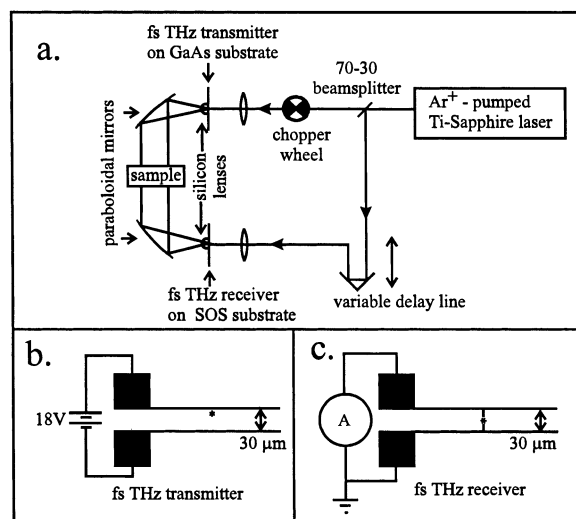 a.
fs THz transmitter
on GaAs substrate
70-30
beamsplitter
Ar+ - pumped
Ti-Sapphire laser
chopper
wheel
paraboloidal mirrors
sample
silicon
lenses
fs THz receiver
on SOS substrate
variable delay line
b.
18V
30 μm
fs THz transmitter
c.
A
30 μm
fs THz receiver